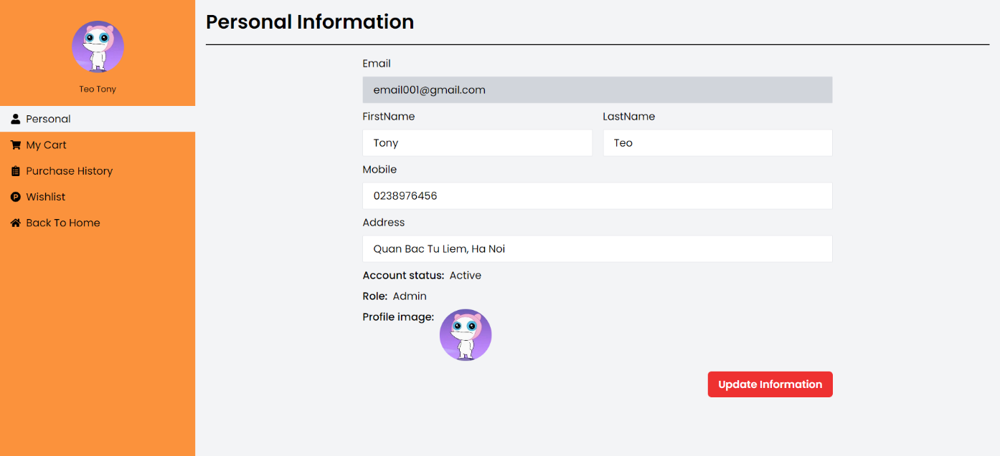 Teo Tony
Personal
My Cart
Purchase History
Wishlist
Back To Home
Personal Information
Email
email001@gmail.com
FirstName LastName
Tony Teo
Mobile
0238976456
Address
Quan Bac Tu Liem, Ha Noi
Account status: Active
Role: Admin
Profile image:
Update Information